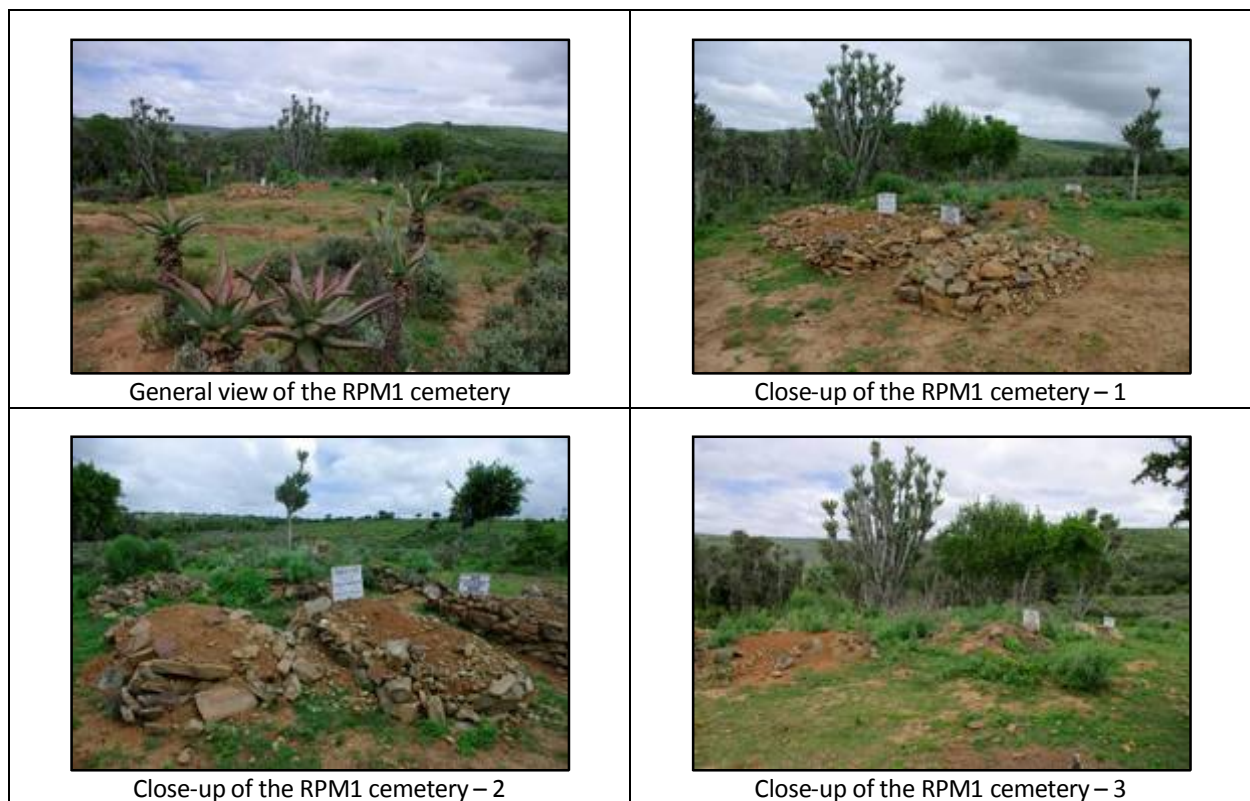 General view of the RPM1 cemetery
Close-up of the RPM1 cemetery – 1
Close-up of the RPM1 cemetery – 2
Close-up of the RPM1 cemetery – 3